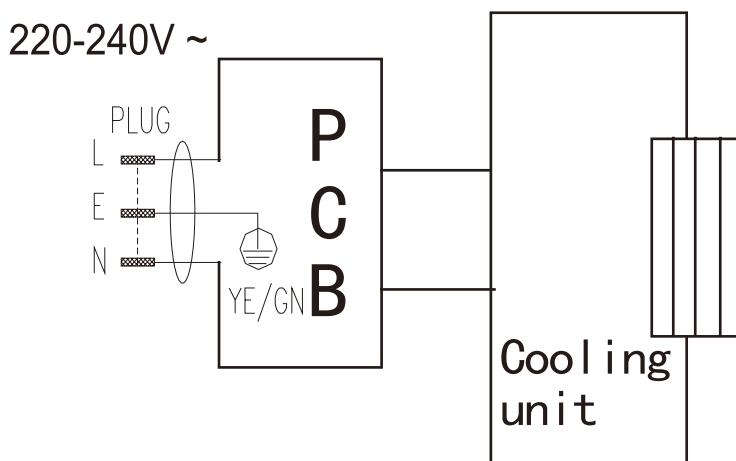 220-240V ~
PLUG
L
E
N
YE/GN
P
C
B
Cooling
unit